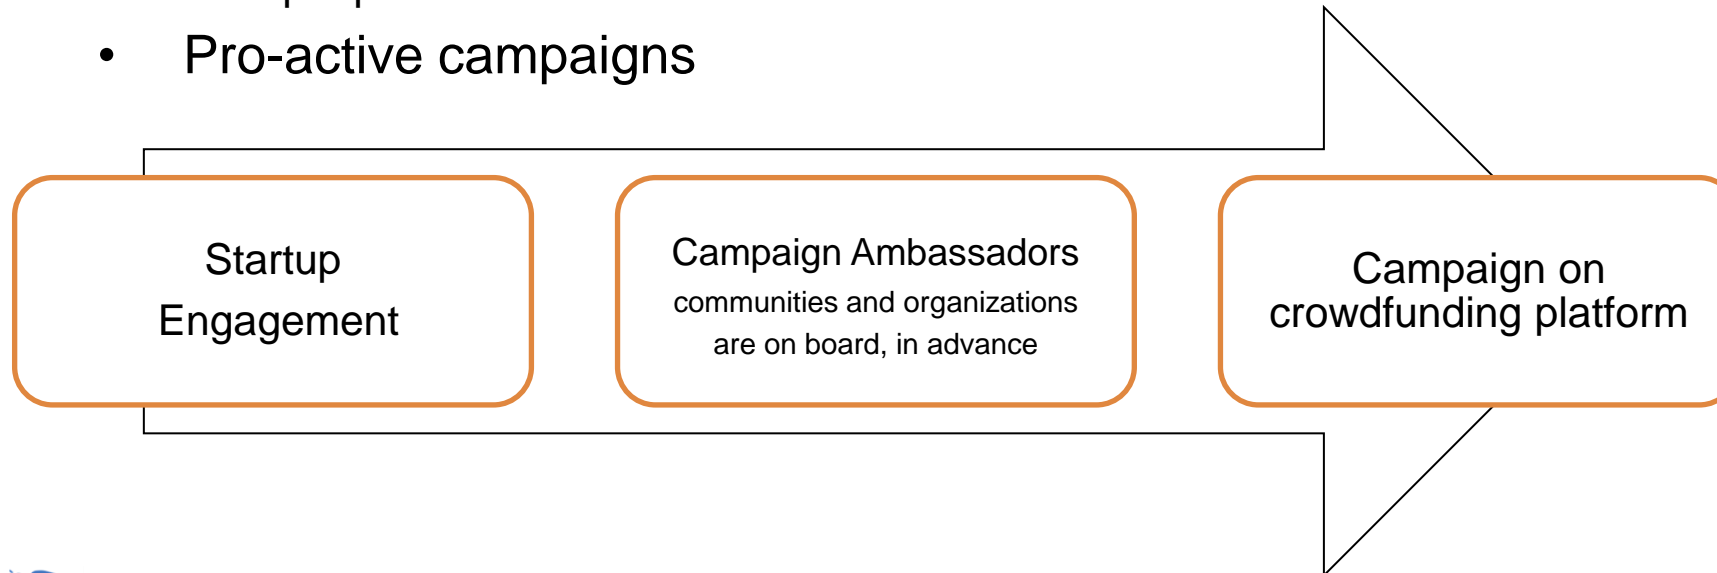 • Pro-active campaigns
Startup
Engagement
Campaign Ambassadors
communities and organizations
are on board, in advance
Campaign on
crowdfunding platform